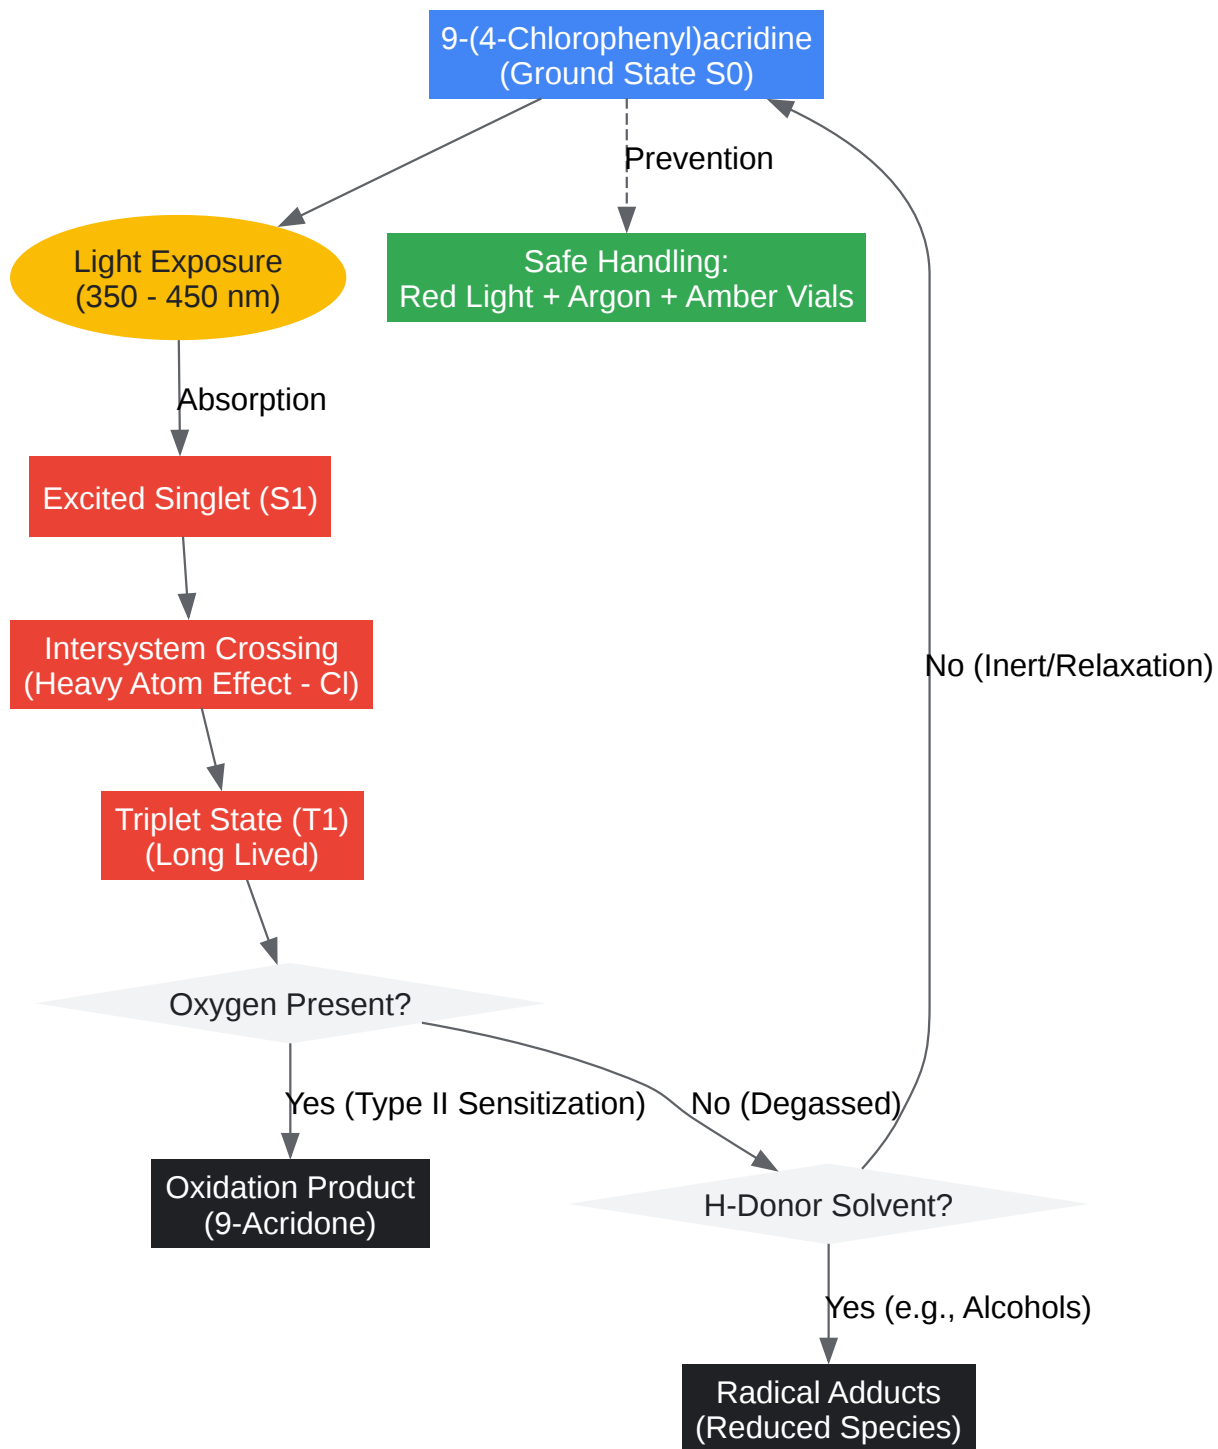 9-(4-Chlorophenyl)acridine
(Ground State S0)
Prevention
Light Exposure
(350 - 450 nm)
Safe Handling:
Red Light + Argon + Amber Vials
Absorption
Excited Singlet (S1)
Intersystem Crossing
(Heavy Atom Effect - Cl)
No (Inert/Relaxation)
Triplet State (T1)
(Long Lived)
Oxygen Present?
Yes (Type II Sensitization)
No (Degassed)
Oxidation Product
(9-Acridone)
H-Donor Solvent?
Yes (e.g., Alcohols)
Radical Adducts
(Reduced Species)